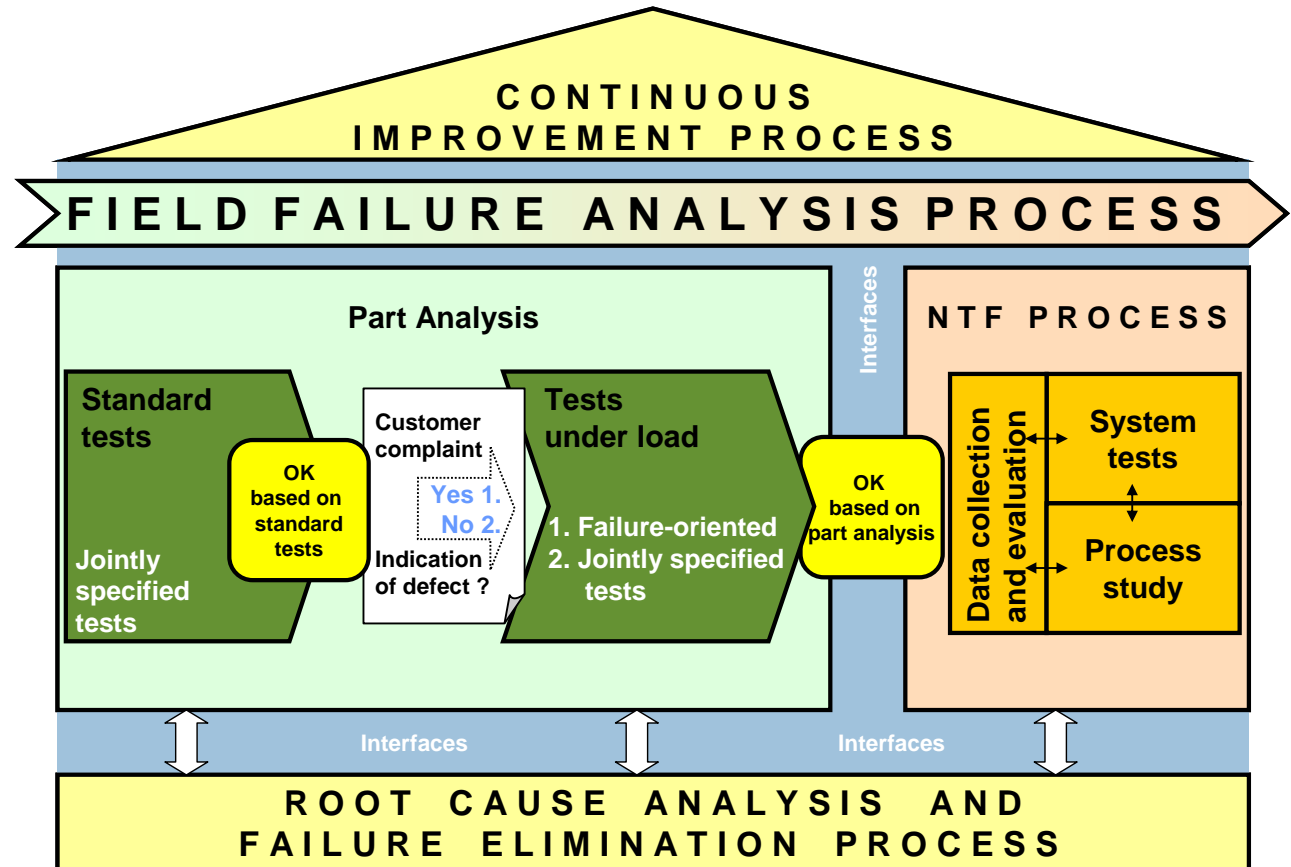 CONTINUOUS
IMPROVEMENT PROCESS
FIELD FAILURE ANALYSIS PROCESS
Part Analysis
Standard
tests
Jointly
specified
tests
OK
based on
standard
tests
Customer
complaint
Yes 1.
No 2.
Indication
of defect ?
Tests
under load
1. Failure-oriented
2. Jointly specified
tests
OK
based on
part analysis
Interfaces
NTF PROCESS
Data collection
and evaluation
System
tests
Process
study
Interfaces
Interfaces
ROOT CAUSE ANALYSIS AND
FAILURE ELIMINATION PROCESS